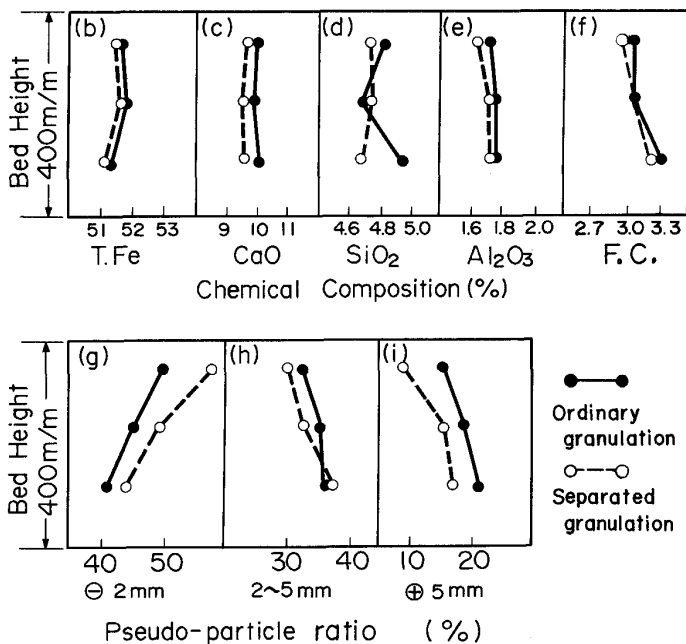 (b) (c) (d) (e) (f)
Bed Height
400m/m
51 52 53 9 10 11 4.6 4.8 5.0 1.6 1.8 2.0 2.7 3.0 3.3
T.Fe CaO SiO₂ Al₂O₃ F.C.
Chemical Composition (%)
(g) (h) (i)
Bed Height
400m/m
40 50 30 40 10 20
⊖ 2mm 2~5mm ⊕ 5mm
Pseudo-particle ratio (%)
Ordinary
granulation
Separated
granulation